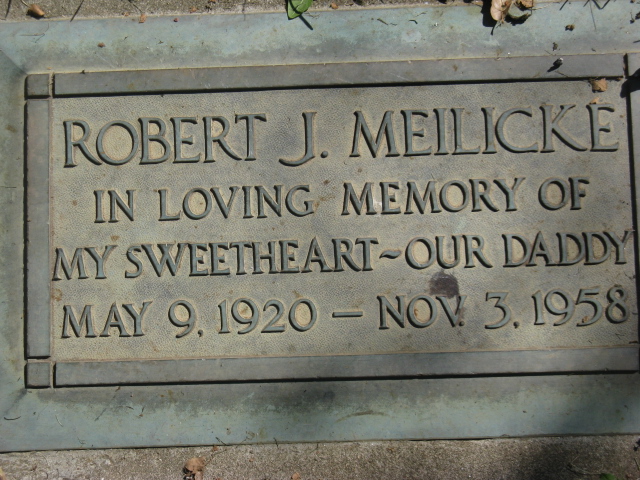 ROBERT J. MEILICKE
IN LOVING MEMORY OF
MY SWEETHEART~OUR DADDY
MAY 9, 1920 – NOV. 3, 1958